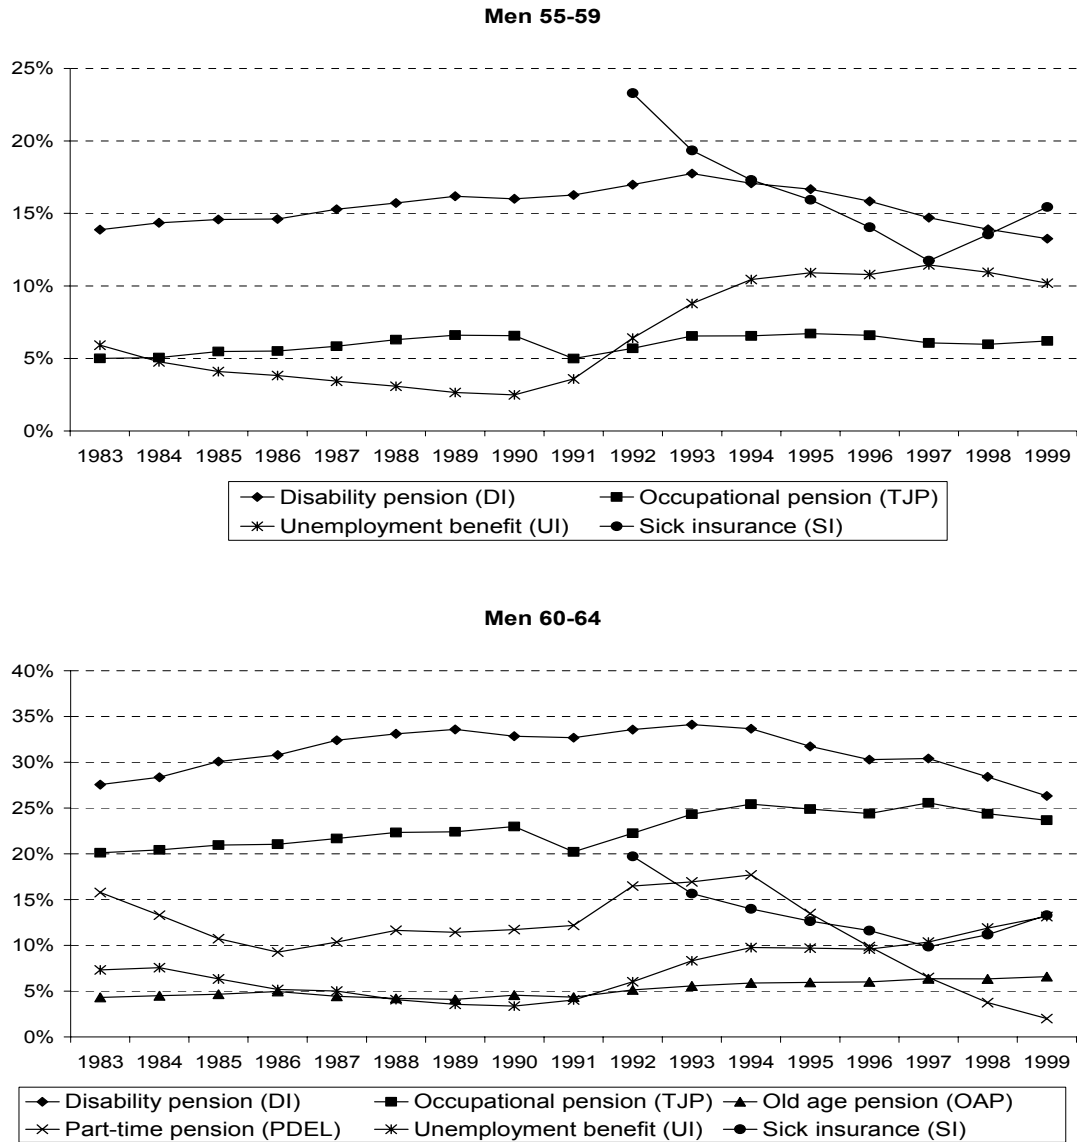 Men 55-59
25%
20%
15%
10%
5%
0%
1983 1984 1985 1986 1987 1988 1989 1990 1991 1992 1993 1994 1995 1996 1997 1998 1999
Disability pension (DI) Occupational pension (TJP)
Unemployment benefit (UI) Sick insurance (SI)
Men 60-64
40%
35%
30%
25%
20%
15%
10%
5%
0%
1983 1984 1985 1986 1987 1988 1989 1990 1991 1992 1993 1994 1995 1996 1997 1998 1999
Disability pension (DI) Occupational pension (TJP) Old age pension (OAP)
Part-time pension (PDEL) Unemployment benefit (UI) Sick insurance (SI)